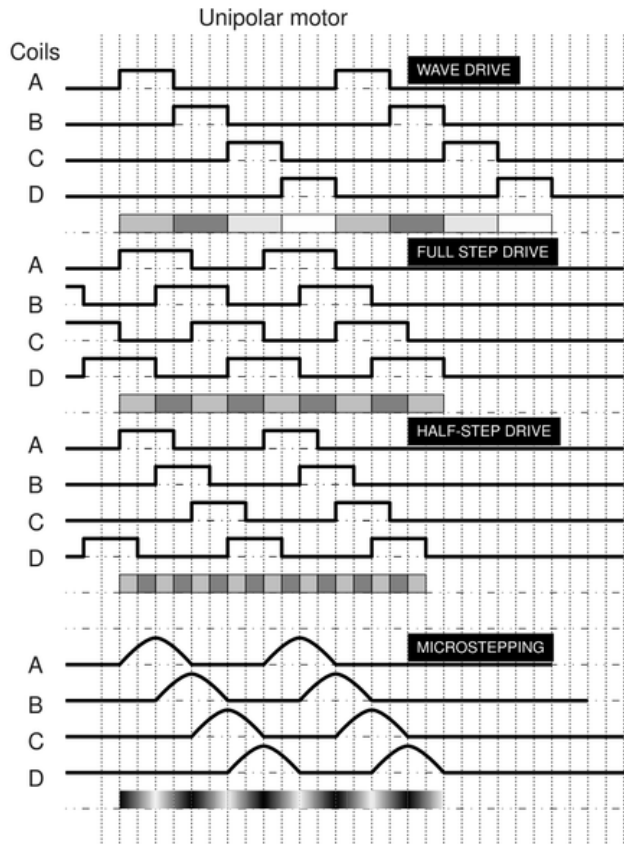 Unipolar motor
Coils
A
WAVE DRIVE
B
C
D
A
FULL STEP DRIVE
B
C
D
A
HALF-STEP DRIVE
B
C
D
A
MICROSTEPPING
B
C
D